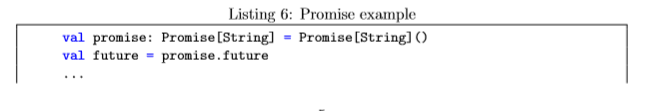 Listing 6: Promise example
val promise: Promise[String] = Promise[String]()
val future = promise.future
...